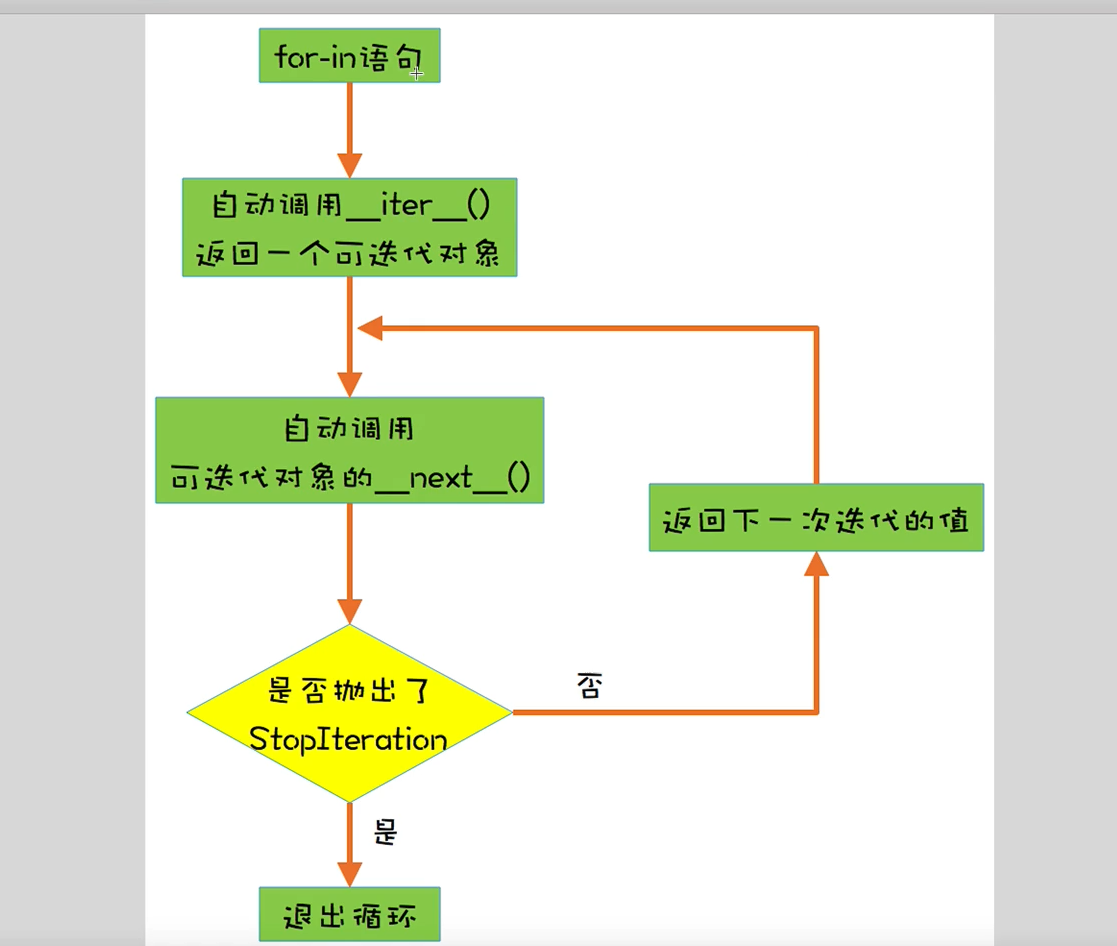 for-in语句
自动调用__iter__()
返回一个可迭代对象
自动调用
可迭代对象的__next__()
返回下一次迭代的值
是否抛出了
StopIteration
否
是
退出循环